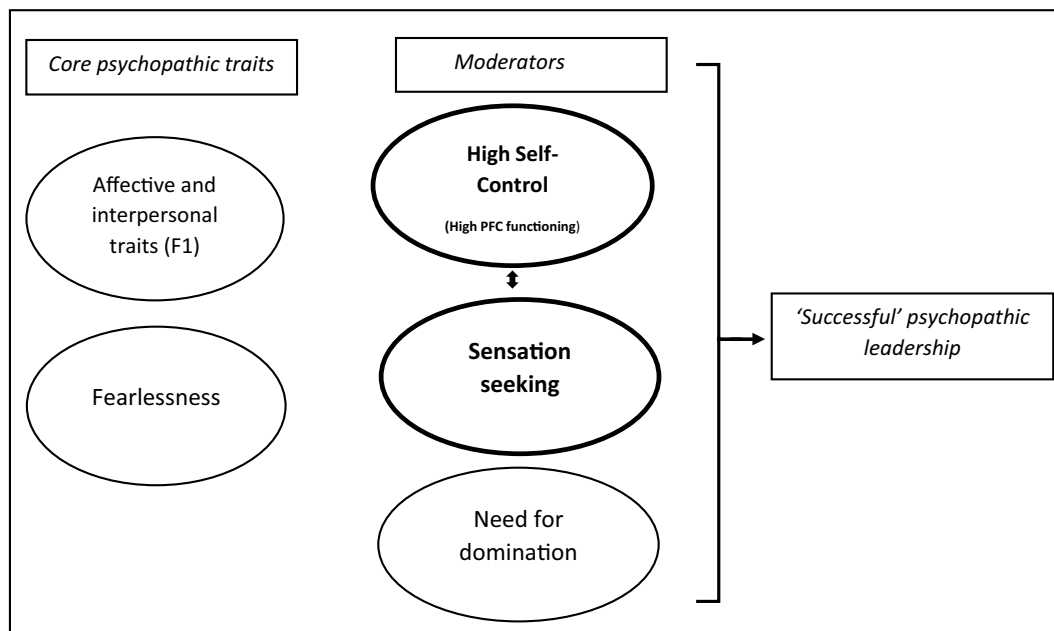 Core psychopathic traits
Affective and
interpersonal
traits (F1)
Fearlessness
Moderators
High Self-
Control
(High PFC functioning)
Sensation
seeking
Need for
domination
‘Successful’ psychopathic
leadership